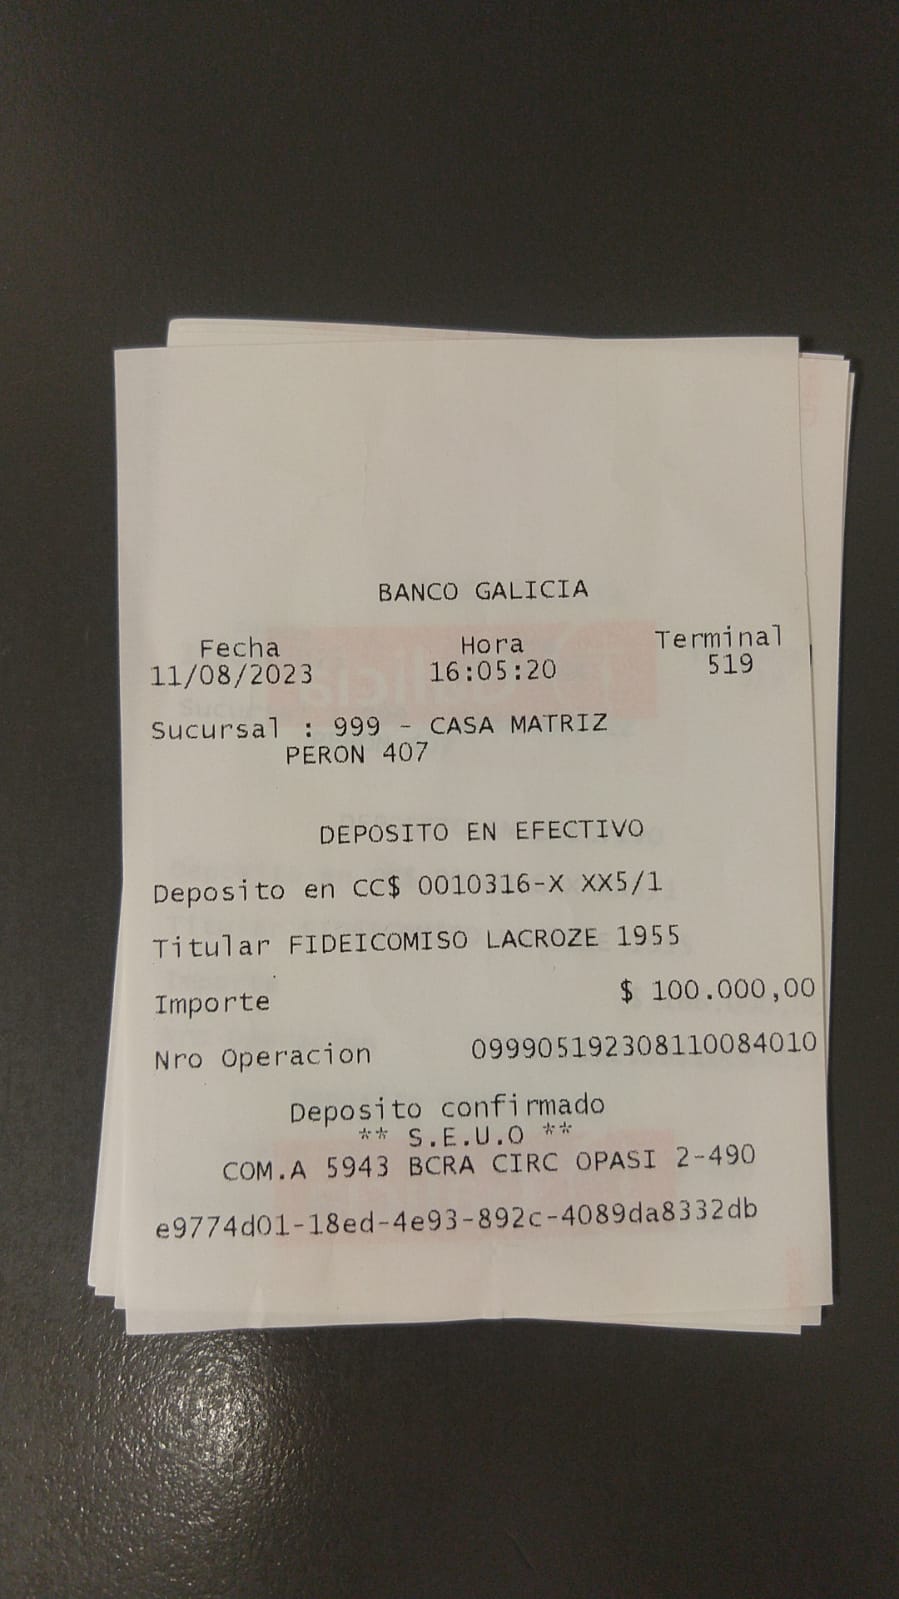 BANCO GALICIA
Fecha Hora Terminal
11/08/2023 16:05:20 519
Sucursal : 999 - CASA MATRIZ
PERON 407
DEPOSITO EN EFECTIVO
Deposito en CC$ 0010316-X XX5/1
Titular FIDEICOMISO LACROZE 1955
Importe $ 100.000,00
Nro Operacion 099905192308110084010
Deposito confirmado
** S.E.U.O **
COM.A 5943 BCRA CIRC OPASI 2-490
e9774d01-18ed-4e93-892c-4089da8332db